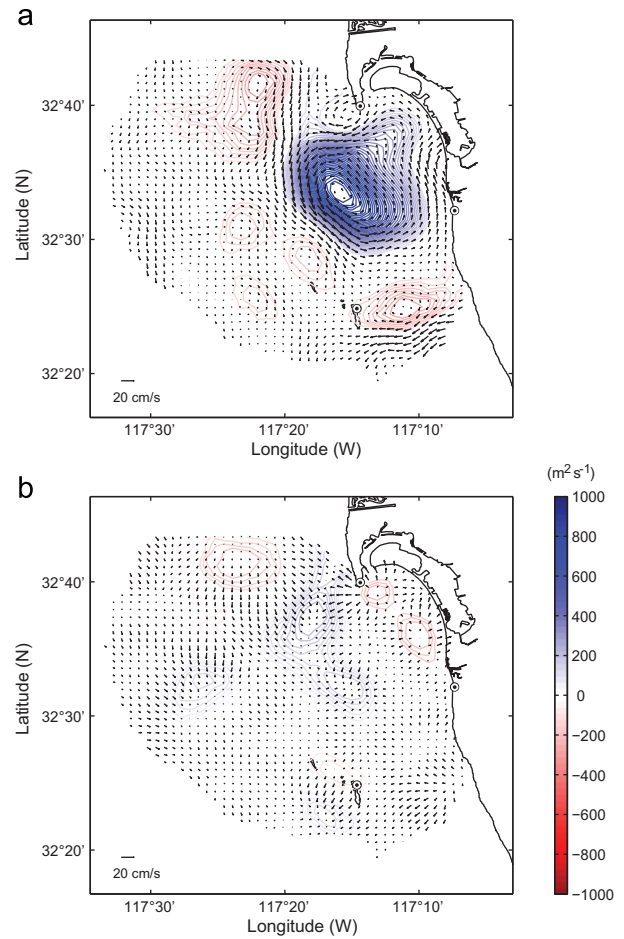 a
32°40’
32°30’
32°20’
Latitude (N)
20 cm/s
117°30’ 117°20’ 117°10’
Longitude (W)
b
32°40’
32°30’
32°20’
Latitude (N)
20 cm/s
117°30’ 117°20’ 117°10’
Longitude (W)
(m² s⁻¹)
1000
800
600
400
200
0
−200
−400
−600
−800
−1000